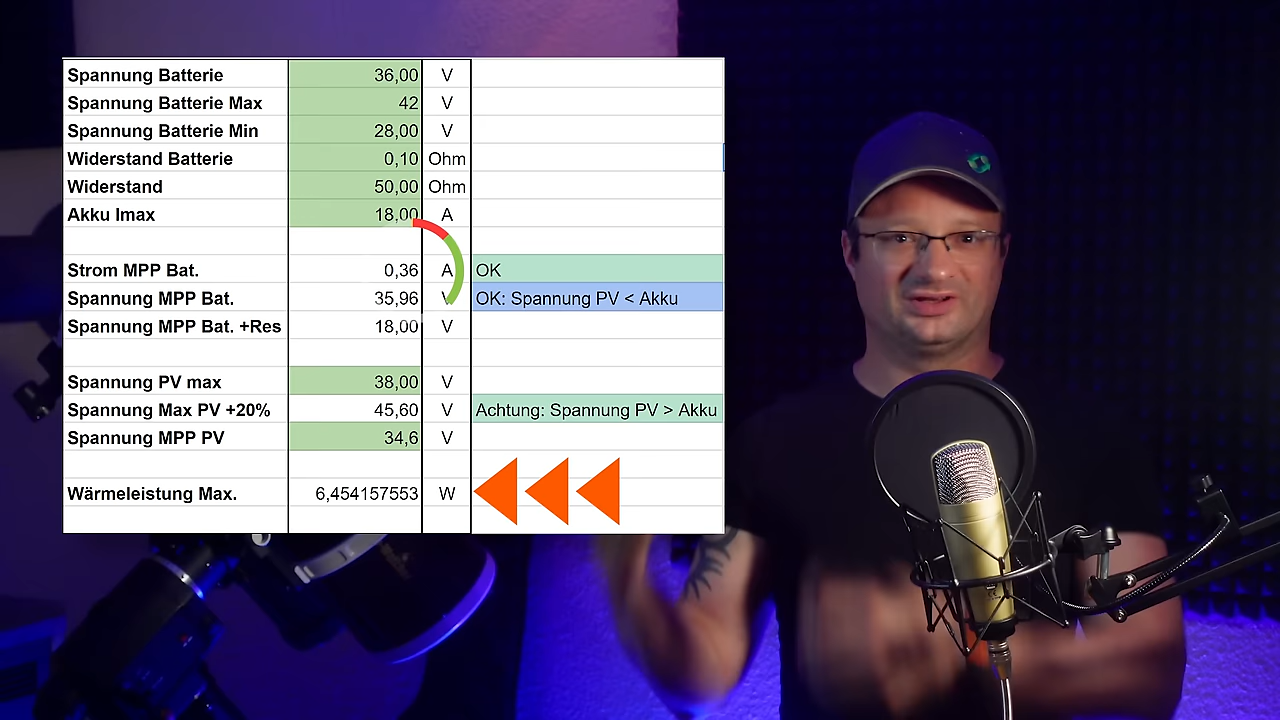 Spannung Batterie 36,00 V
Spannung Batterie Max 42 V
Spannung Batterie Min 28,00 V
Widerstand Batterie 0,10 Ohm
Widerstand 50,00 Ohm
Akku Imax 18,00 A
Strom MPP Bat. 0,36 A OK
Spannung MPP Bat. 35,96 V OK: Spannung PV < Akku
Spannung MPP Bat. +Res 18,00 V
Spannung PV max 38,00 V
Spannung Max PV +20% 45,60 V Achtung: Spannung PV > Akku
Spannung MPP PV 34,6 V
Wärmeleistung Max. 6,454157553 W